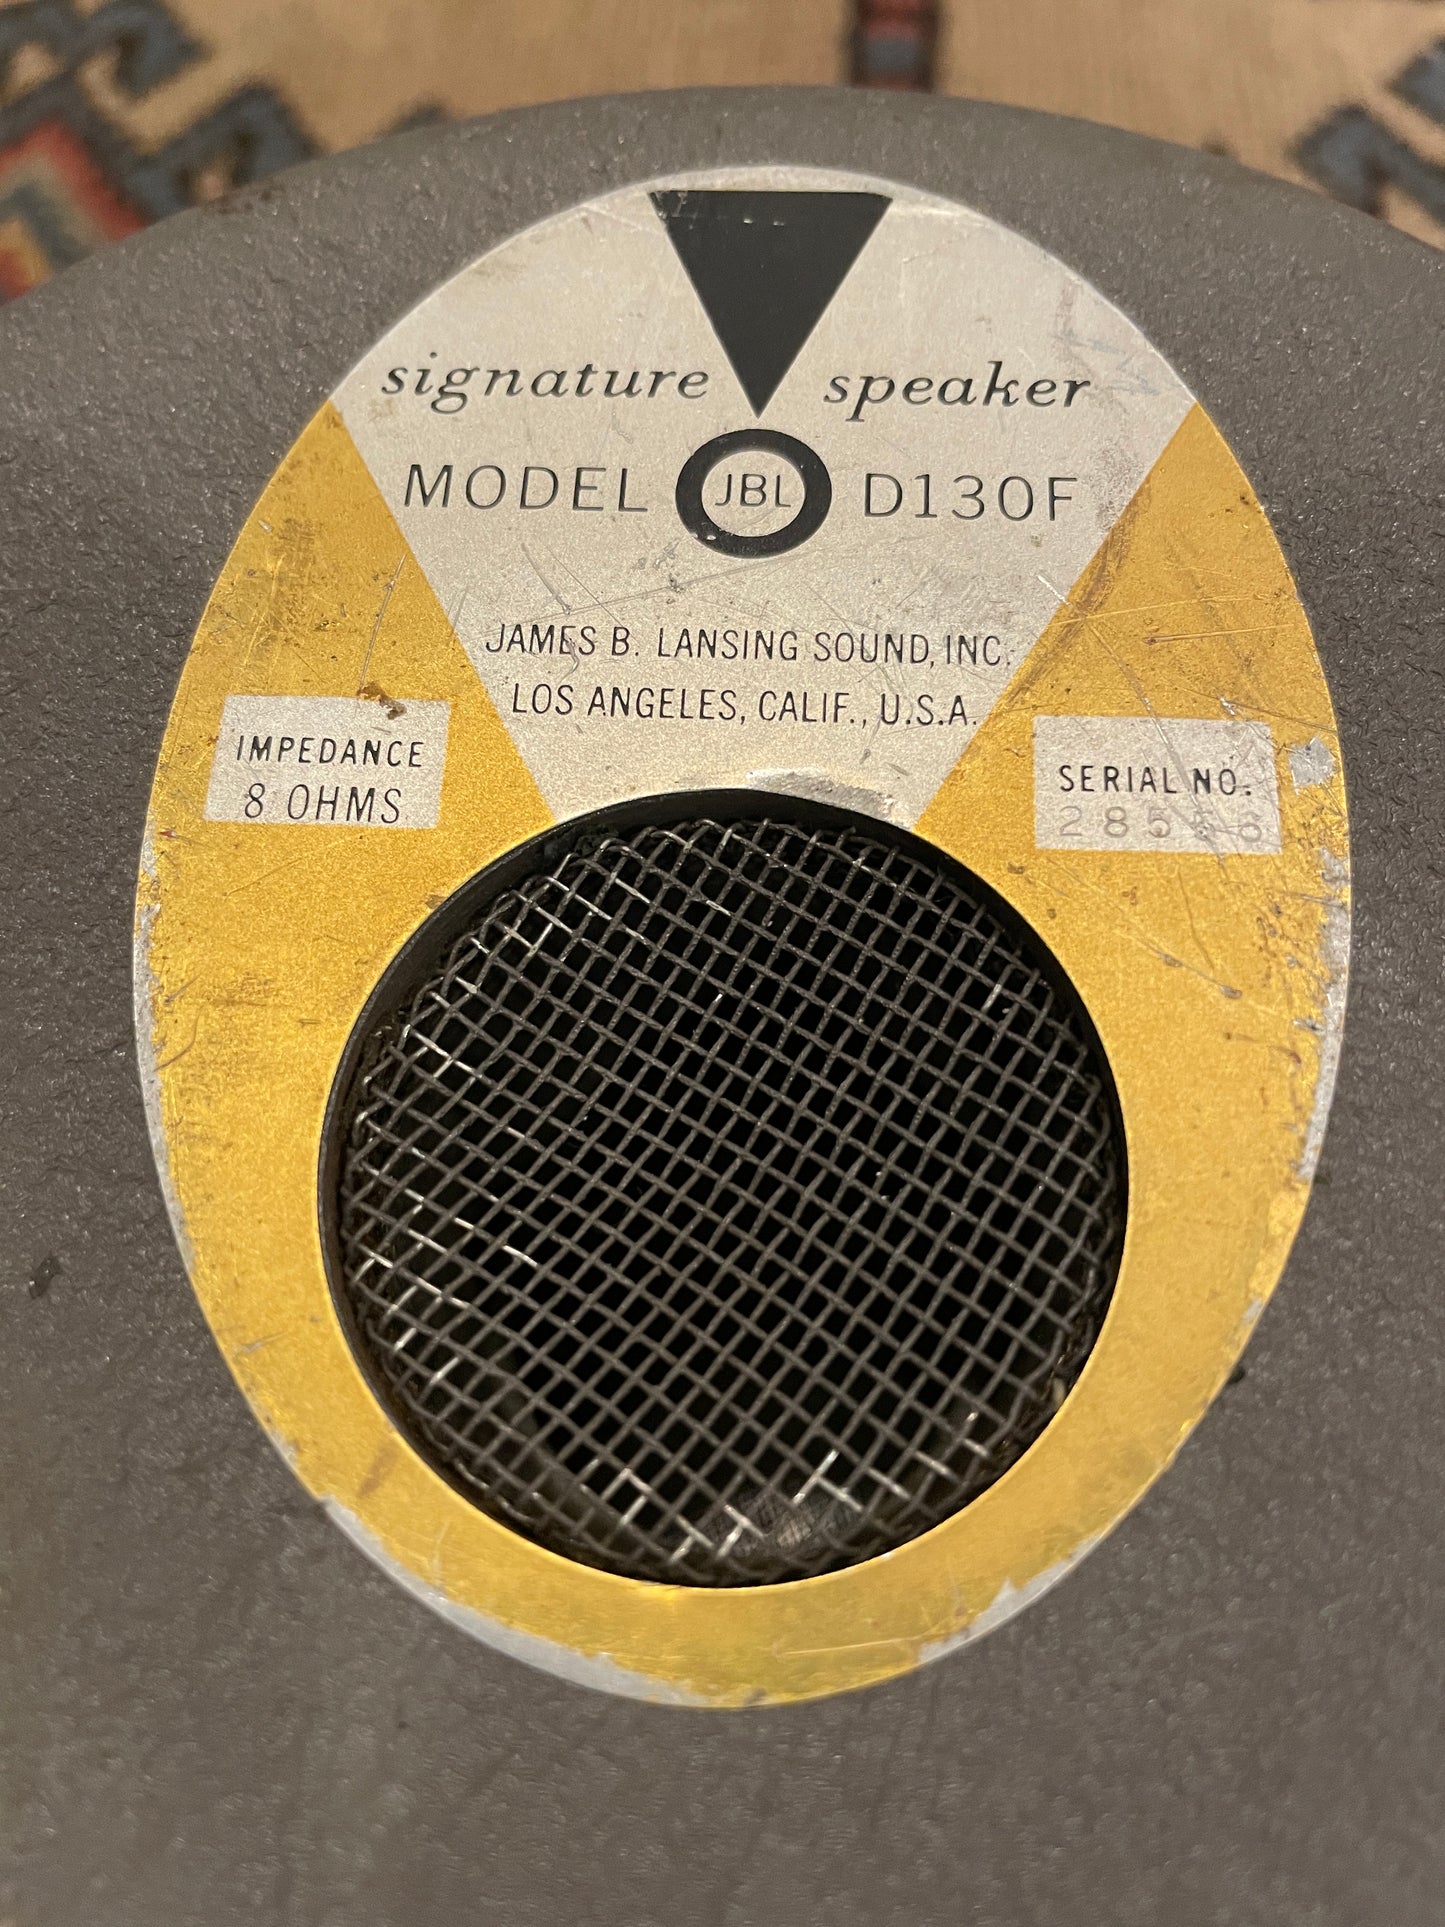 signature speaker
MODEL JBL D130F
JAMES B. LANSING SOUND, INC.
LOS ANGELES, CALIF., U.S.A.
IMPEDANCE
8 OHMS
SERIAL NO.